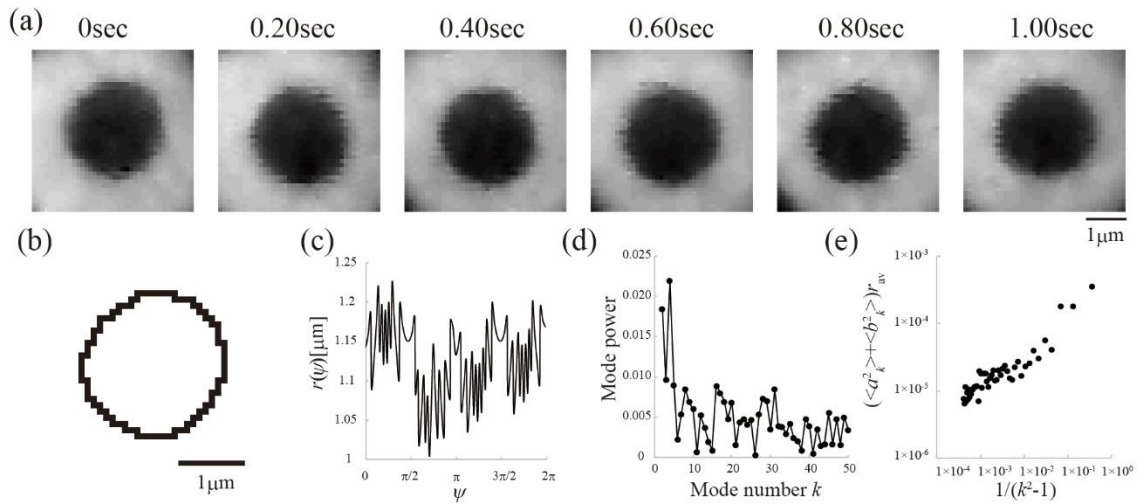 (a)
0sec 0.20sec 0.40sec 0.60sec 0.80sec 1.00sec
1μm
(b)
1μm
(c)
r(ψ)[μm]
1.25
1.2
1.15
1.1
1.05
1
0 π/2 π 3π/2 2π
ψ
(d)
Mode power
0.025
0.020
0.015
0.010
0.005
0
0 10 20 30 40 50
Mode number k
(e)
(<a²ₖ>+<b²ₖ>)rₐᵥ
1×10⁻³
1×10⁻⁴
1×10⁻⁵
1×10⁻⁶
1×10⁻⁴ 1×10⁻³ 1×10⁻² 1×10⁻¹ 1×10⁰
1/(k²-1)